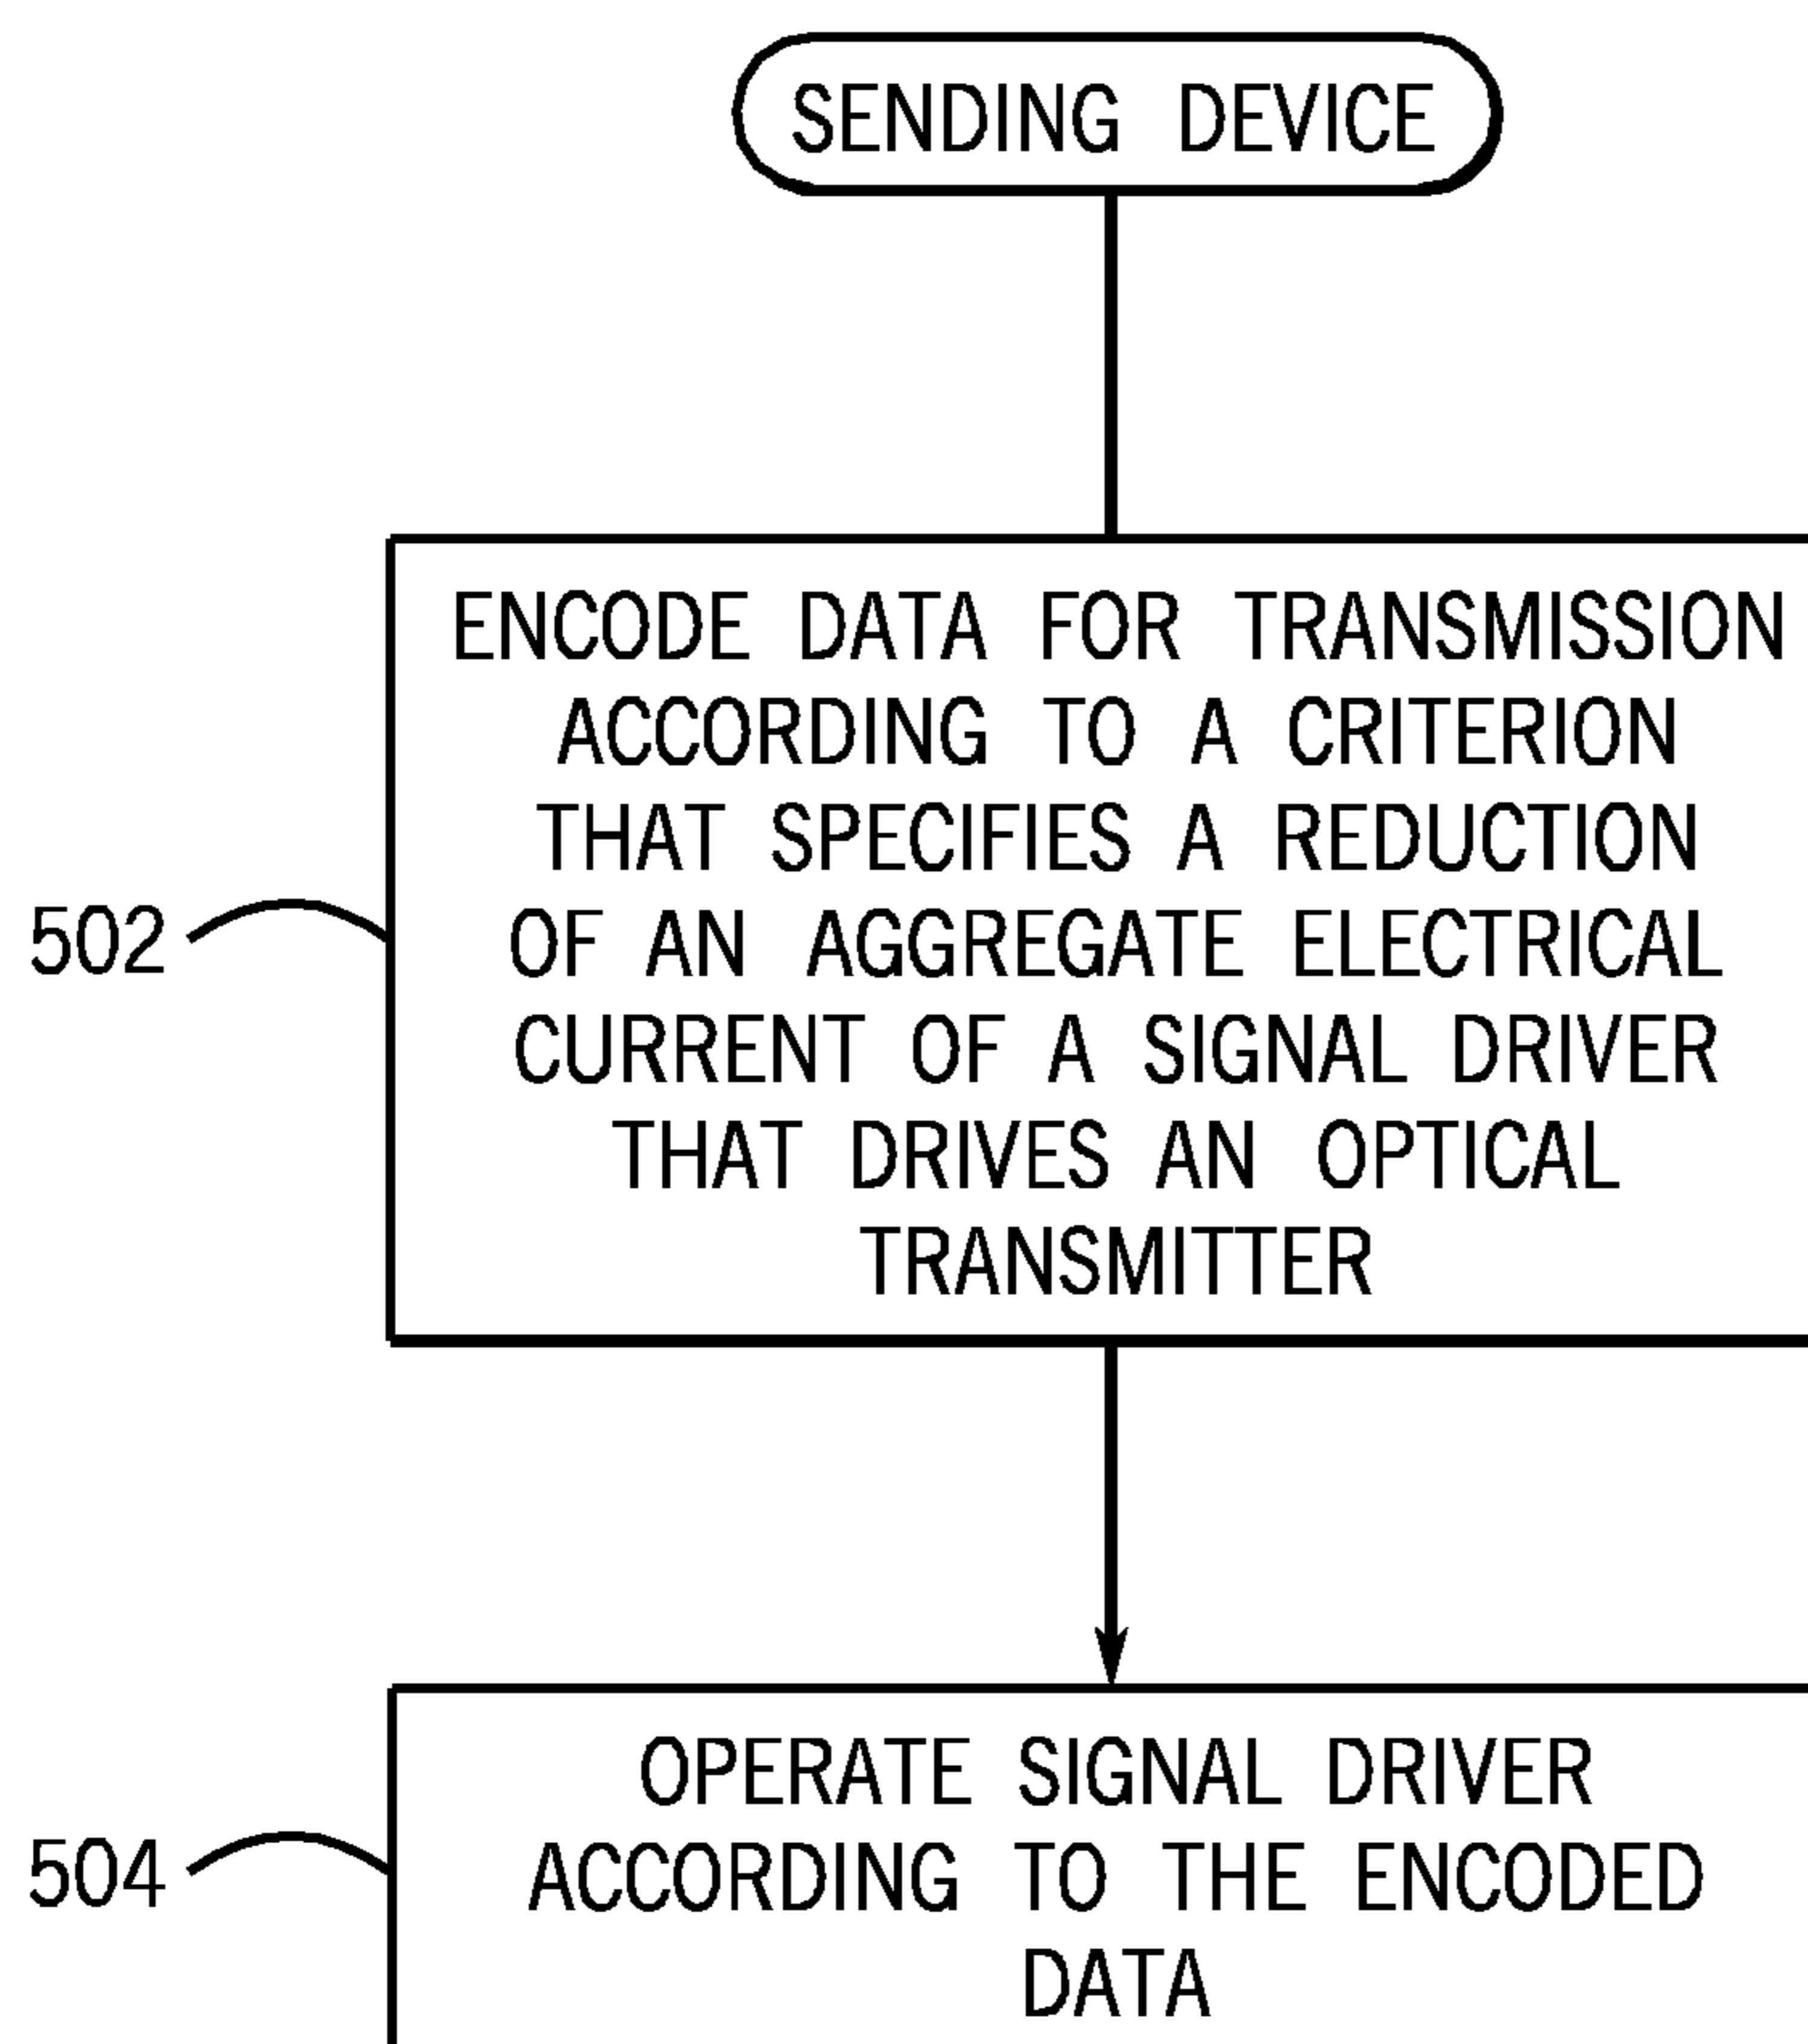 SENDING DEVICE
ENCODE DATA FOR TRANSMISSION
ACCORDING TO A CRITERION
THAT SPECIFIES A REDUCTION
OF AN AGGREGATE ELECTRICAL
CURRENT OF A SIGNAL DRIVER
THAT DRIVES AN OPTICAL
TRANSMITTER
502
OPERATE SIGNAL DRIVER
ACCORDING TO THE ENCODED
DATA
504